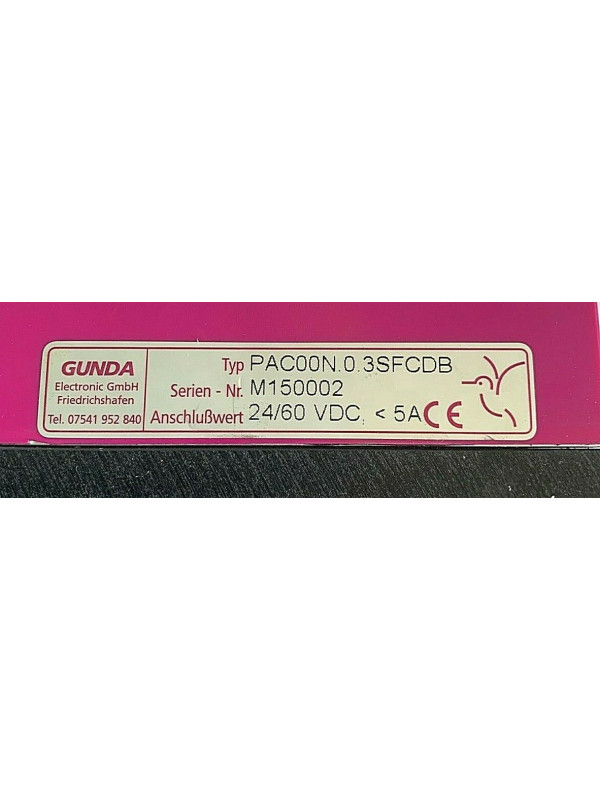 GUNDA
Electronic GmbH
Friedrichshafen
Tel. 07541 952 840
Typ PAC00N.0.3SFCDB
Serien - Nr. M150002
Anschlußwert 24/60 VDC, < 5A CE